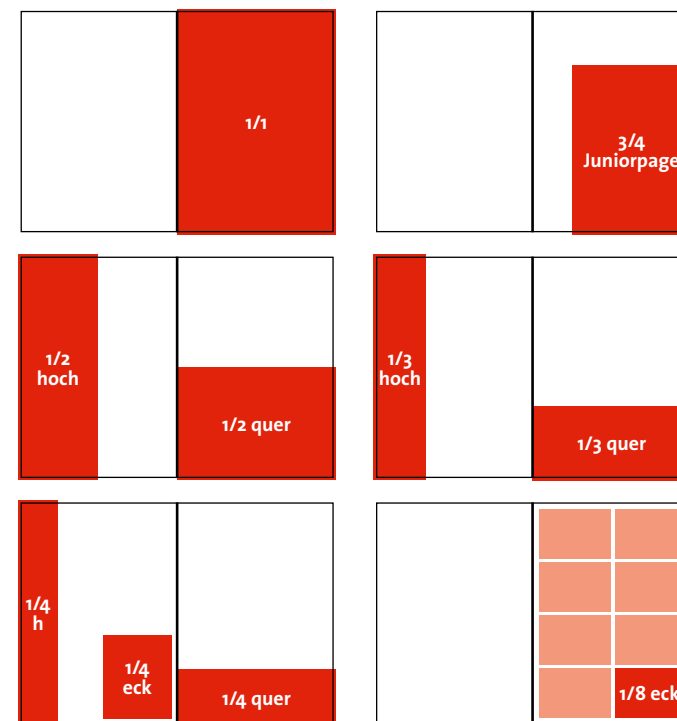 1/1
3/4
Juniorpage
1/2
hoch
1/2 quer
1/3
hoch
1/3 quer
1/4
h
1/4
eck
1/4 quer
1/8 eck